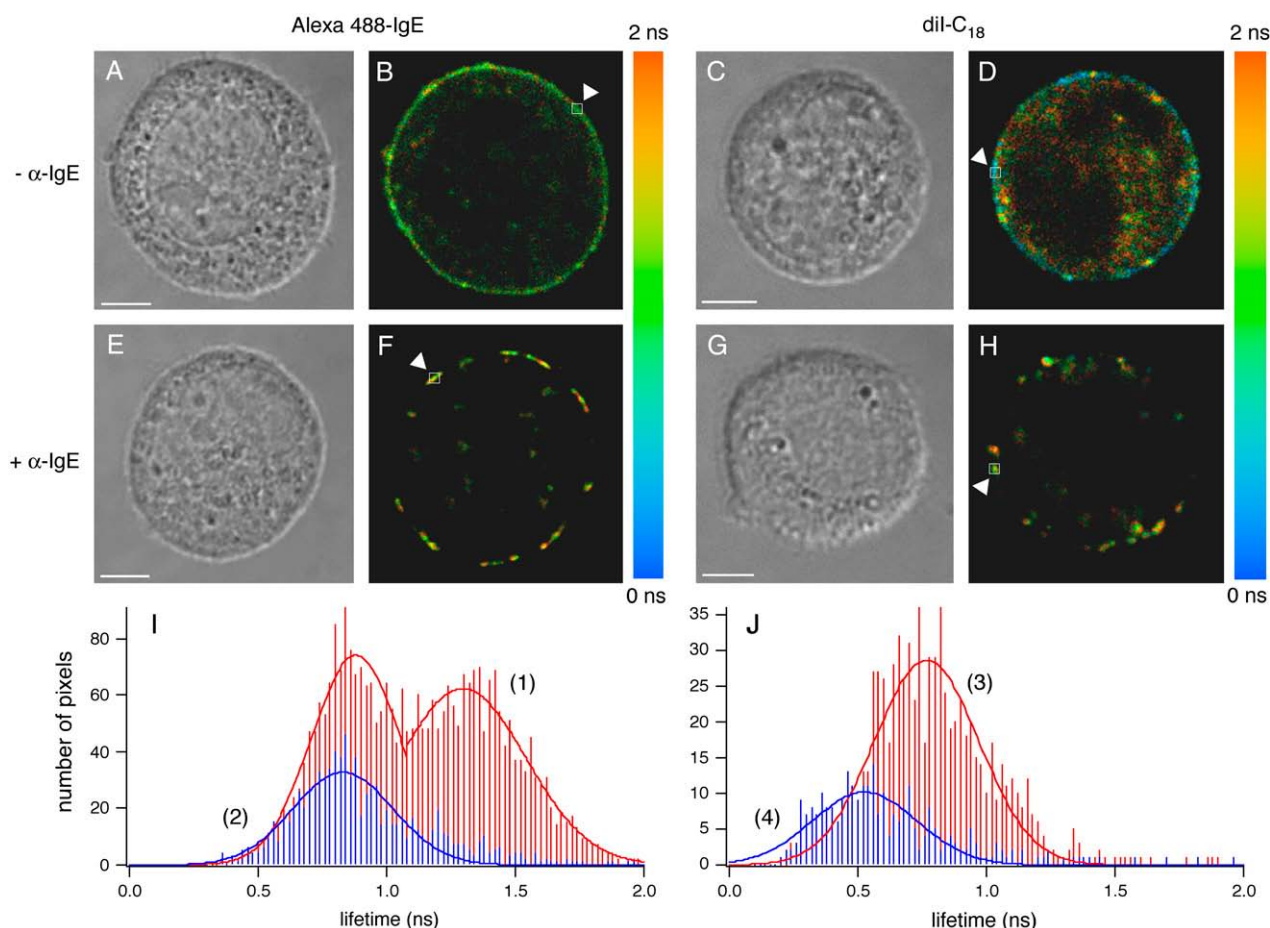 Alexa 488-IgE
diI-C18
2 ns
2 ns
A
B
C
D
- α-IgE
E
F
G
H
+ α-IgE
0 ns
0 ns
I
J
number of pixels
80
60
40
20
0
(1)
(2)
0.0 0.5 1.0 1.5 2.0
lifetime (ns)
35
30
25
20
15
10
5
0
(3)
(4)
0.0 0.5 1.0 1.5 2.0
lifetime (ns)